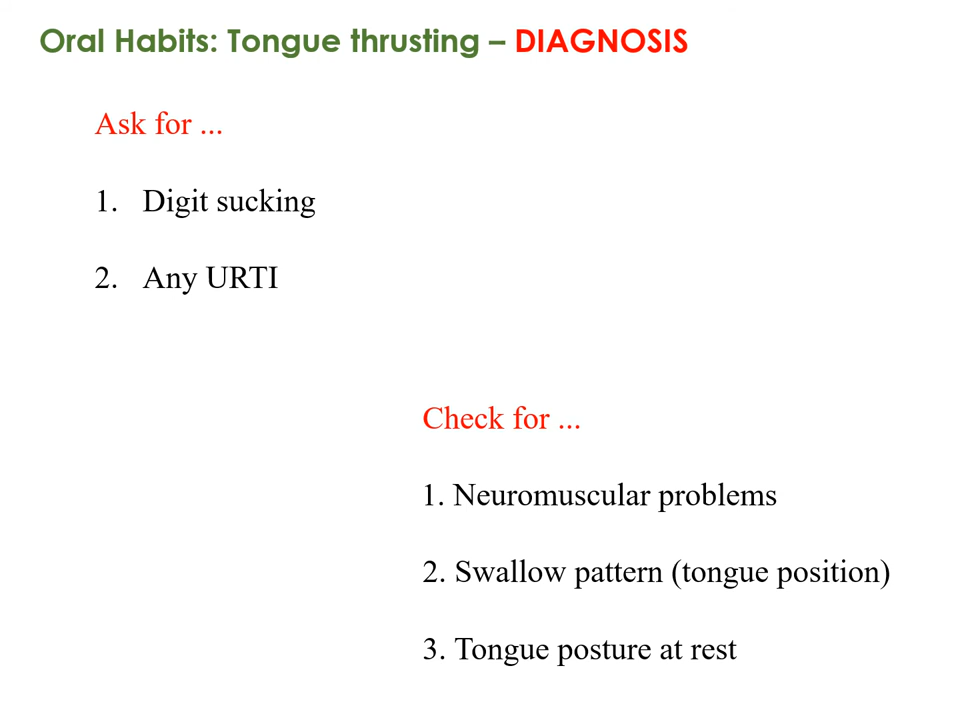 Oral Habits: Tongue thrusting – DIAGNOSIS
Ask for ...
1. Digit sucking
2. Any URTI
Check for ...
1. Neuromuscular problems
2. Swallow pattern (tongue position)
3. Tongue posture at rest